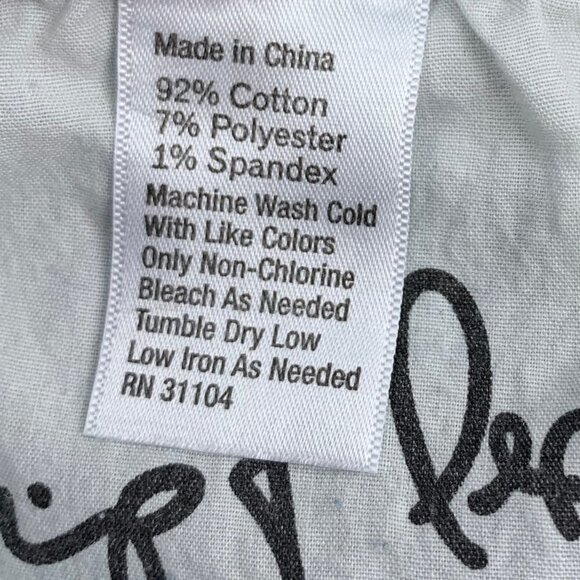 Made in China
92% Cotton
7% Polyester
1% Spandex
Machine Wash Cold
With Like Colors
Only Non-Chlorine
Bleach As Needed
Tumble Dry Low
Low Iron As Needed
RN 31104